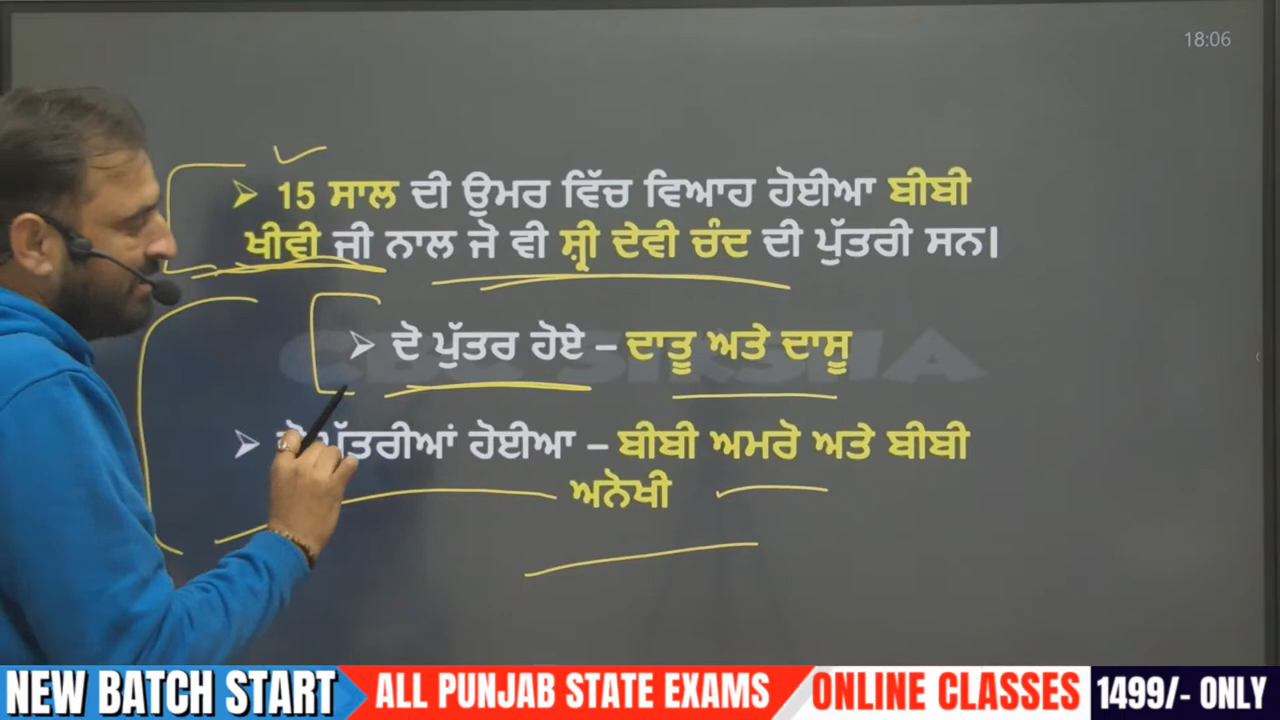 18:06
➢ 15 ਸਾਲ ਦੀ ਉਮਰ ਵਿੱਚ ਵਿਆਹ ਹੋਈਆ ਬੀਬੀ
ਖੀਵੀ ਜੀ ਨਾਲ ਜੋ ਵੀ ਸ਼੍ਰੀ ਦੇਵੀ ਚੰਦ ਦੀ ਪੁੱਤਰੀ ਸਨ।
➢ ਦੋ ਪੁੱਤਰ ਹੋਏ – ਦਾਤੂ ਅਤੇ ਦਾਸੂ
➢ ਪੁੱਤਰੀਆਂ ਹੋਈਆ – ਬੀਬੀ ਅਮਰੋ ਅਤੇ ਬੀਬੀ
ਅਨੋਖੀ
NEW BATCH START ALL PUNJAB STATE EXAMS ONLINE CLASSES 1499/- ONLY